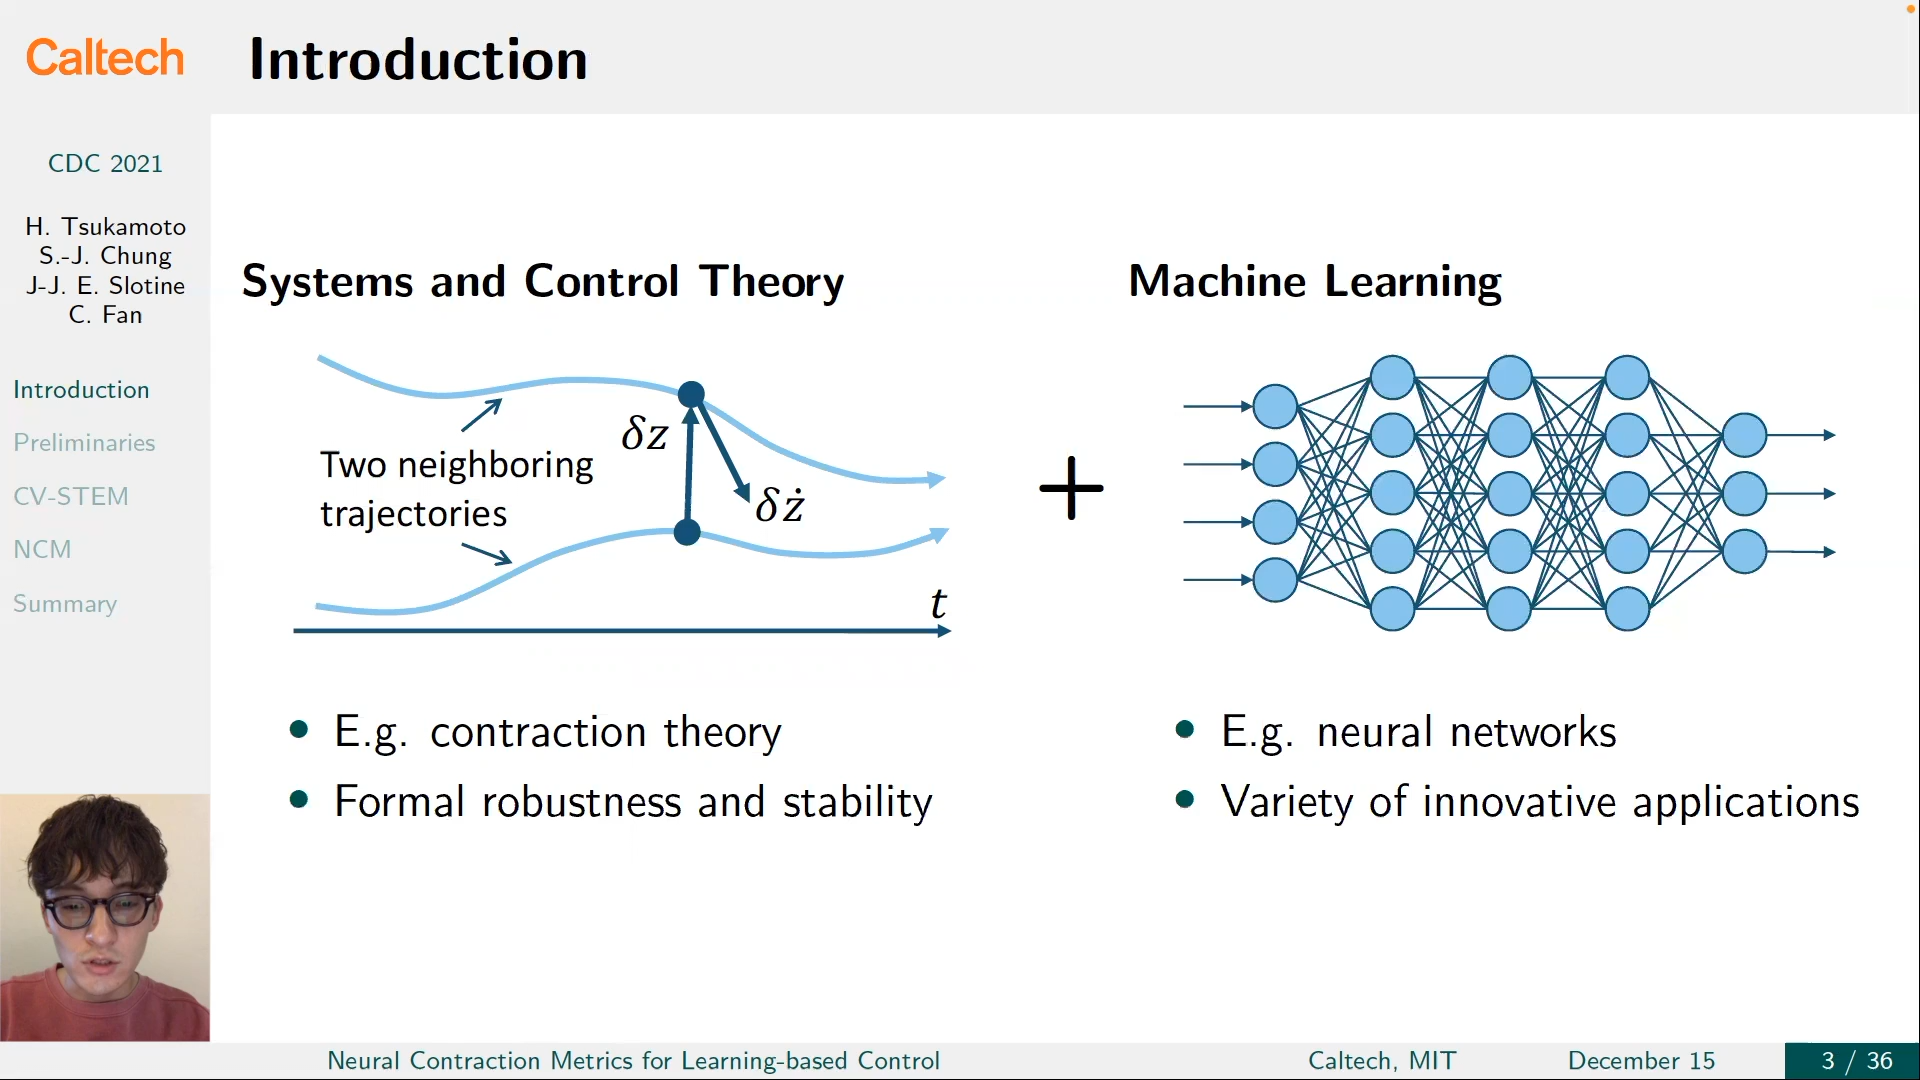 Caltech
Introduction
CDC 2021
H. Tsukamoto
S.-J. Chung
J-J. E. Slotine
C. Fan
Introduction
Preliminaries
CV-STEM
NCM
Summary
Systems and Control Theory
Two neighboring
trajectories
δz
δż
t
E.g. contraction theory
Formal robustness and stability
+
Machine Learning
E.g. neural networks
Variety of innovative applications
Neural Contraction Metrics for Learning-based Control
Caltech, MIT
December 15
3 / 36